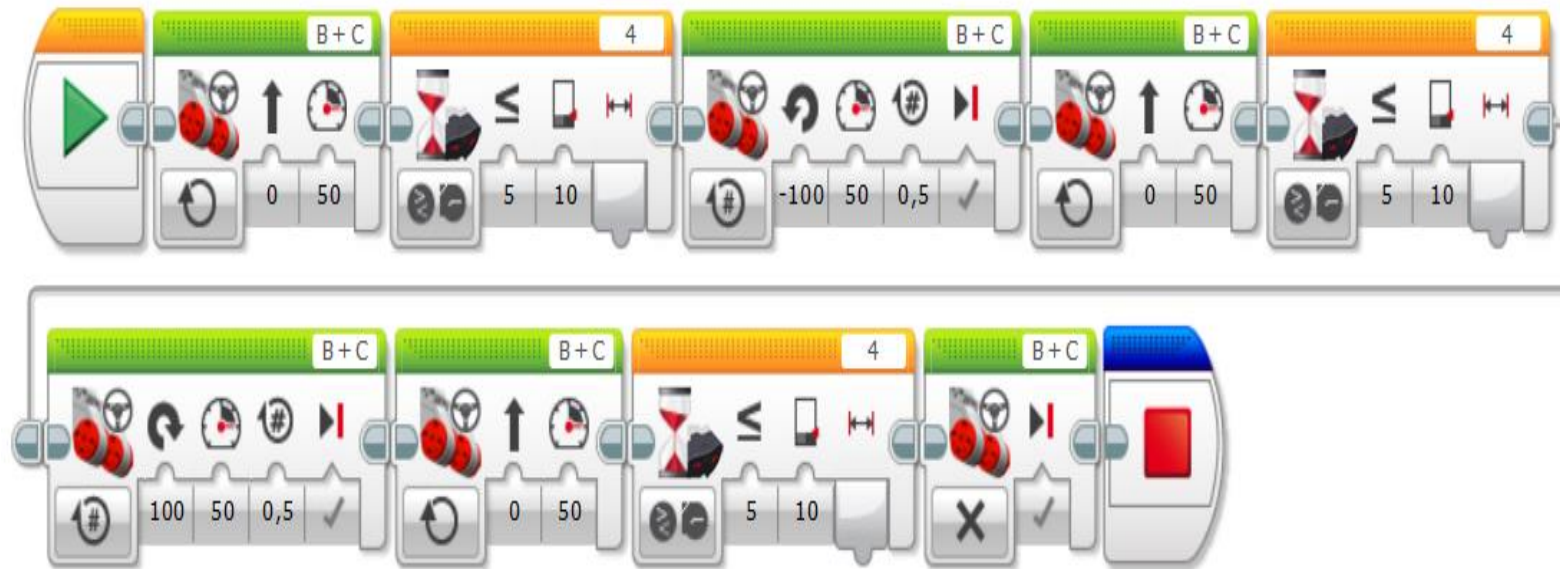 B + C 4 B + C B + C 4
≤ # ≤
0 50 5 10 -100 50 0,5 0 50 5 10
#
B + C B + C 4 B + C
# ≤
100 50 0,5 0 50 5 10
#